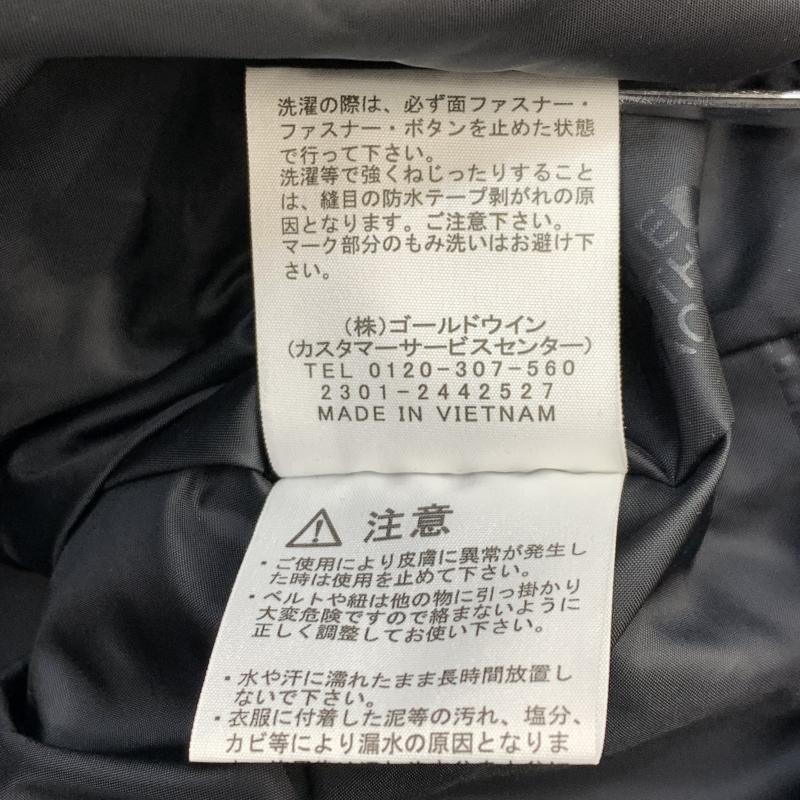 洗濯の際は、必ず面ファスナー・
ファスナー・ボタンを止めた状態
で行って下さい。
洗濯等で強くねじったりすること
は、縫目の防水テープ剥がれの原
因となります。ご注意下さい。
マーク部分のもみ洗いはお避け下
さい。
(株)ゴールドウイン
(カスタマーサービスセンター)
TEL 0120-307-560
2301-2442527
MADE IN VIETNAM
注意
・ご使用により皮膚に異常が発生し
た時は使用を止めて下さい。
・ベルトや紐は他の物に引っ掛かり
大変危険ですので絡まないように
正しく調整してお使い下さい。
・水や汗に濡れたまま長時間放置し
ないで下さい。
・衣服に付着した泥等の汚れ、塩分、
カビ等により漏水の原因となりま